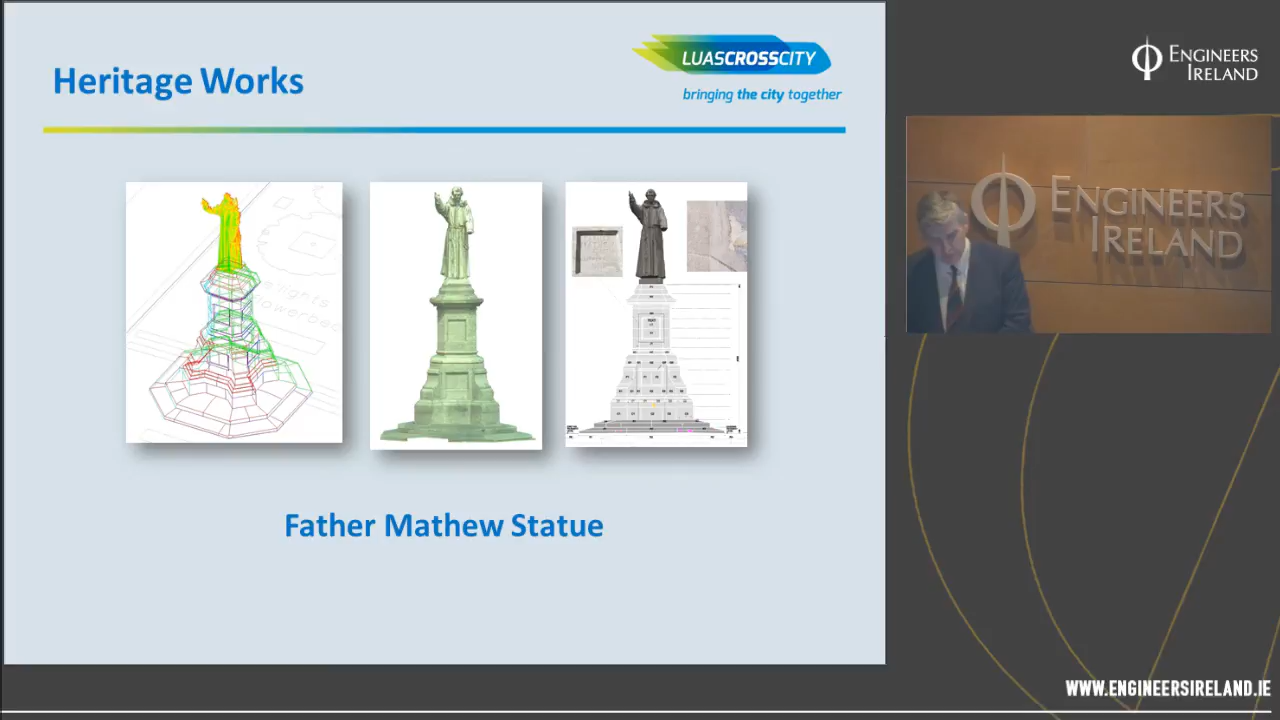 Heritage Works
LUASCROSSCITY
bringing the city together
Father Mathew Statue
ENGINEERS
IRELAND
ENGINEERS
IRELAND
WWW.ENGINEERSIRELAND.IE